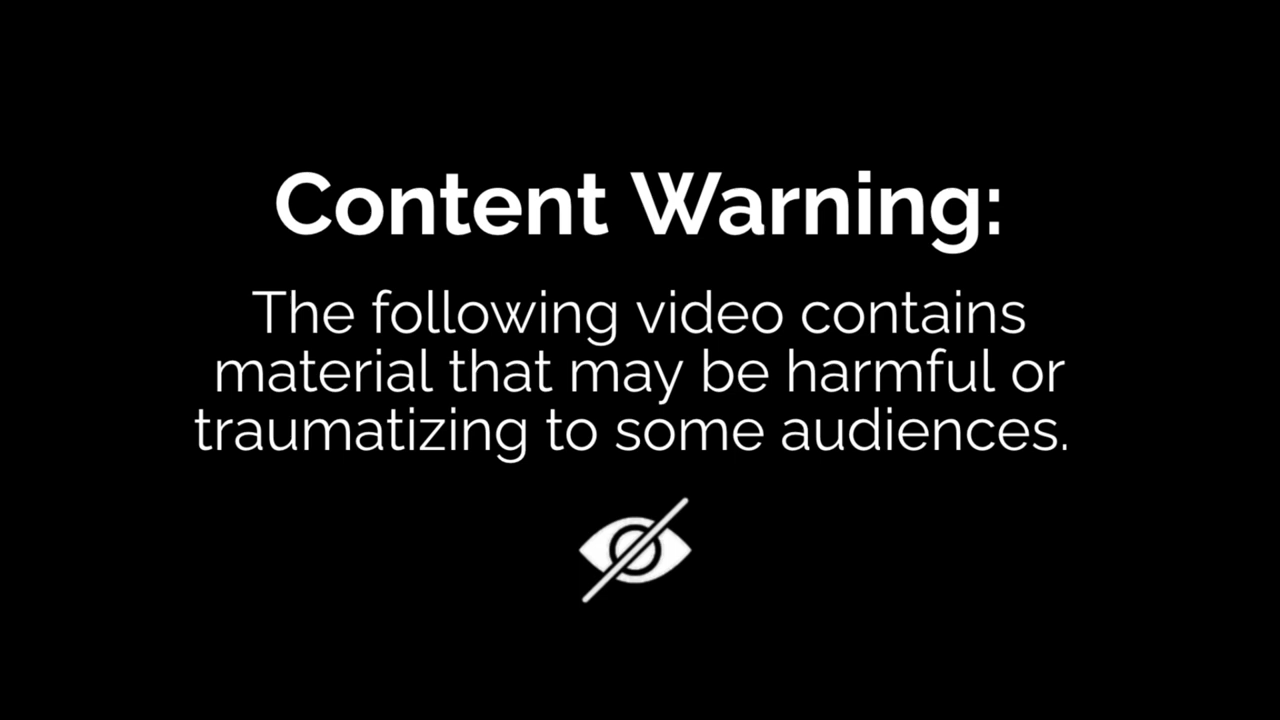 Content Warning:
The following video contains
material that may be harmful or
traumatizing to some audiences.